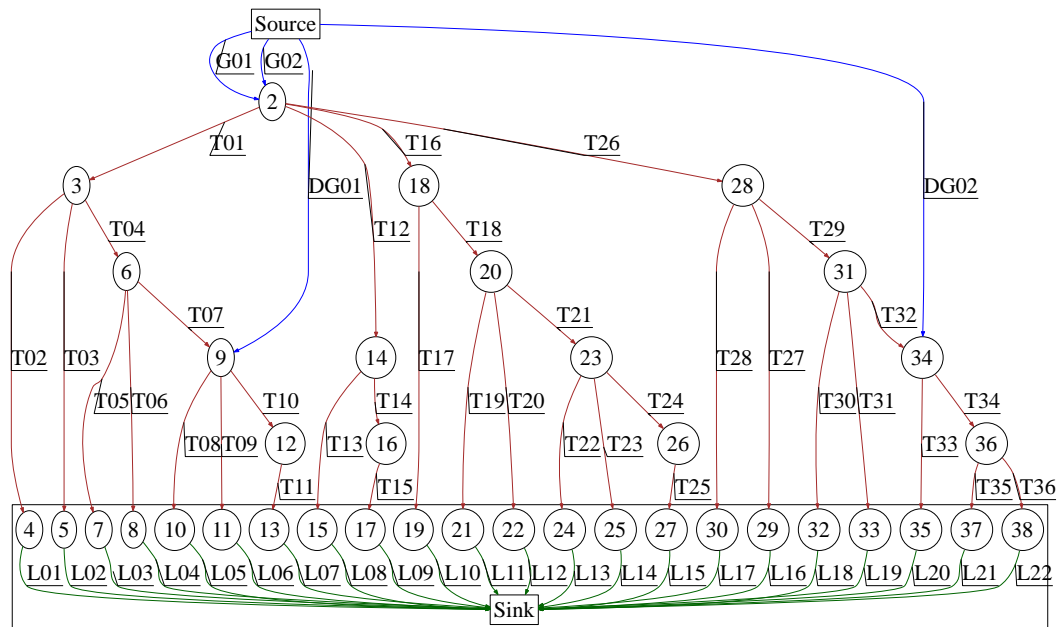 Source
G01 G02
2
T01 T16 T26
3 DG01 18 28 DG02
T04 T12 T18 T29
6 20 31
T07 T21 T32
T02 T03 9 14 T17 23 T28 T27 34
T05 T06 T10 T14 T19 T20 T24 T30 T31 T34
T08 T09 12 T13 16 T22 T23 26 T33 36
T11 T15 T25 T35 T36
4 5 7 8 10 11 13 15 17 19 21 22 24 25 27 30 29 32 33 35 37 38
L01 L02 L03 L04 L05 L06 L07 L08 L09 L10 L11 L12 L13 L14 L15 L17 L16 L18 L19 L20 L21 L22
Sink